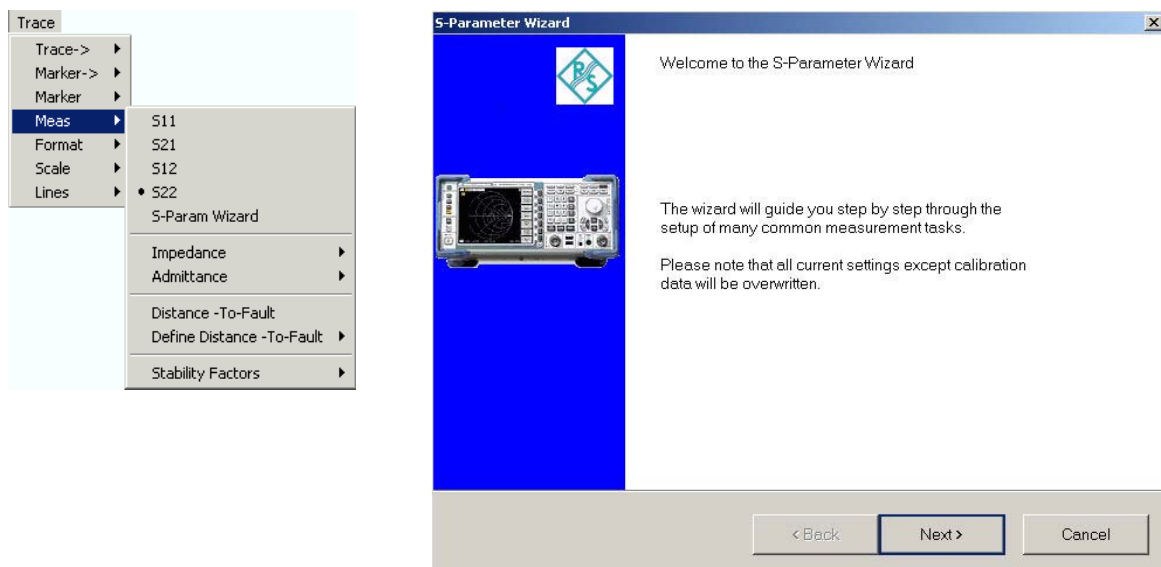 Trace
Trace->
Marker->
Marker
Meas
Format
Scale
Lines
S11
S21
S12
S22
S-Param Wizard
Impedance
Admittance
Distance -To-Fault
Define Distance -To-Fault
Stability Factors
S-Parameter Wizard
R S
Welcome to the S-Parameter Wizard
The wizard will guide you step by step through the
setup of many common measurement tasks.
Please note that all current settings except calibration
data will be overwritten.
< Back
Next >
Cancel